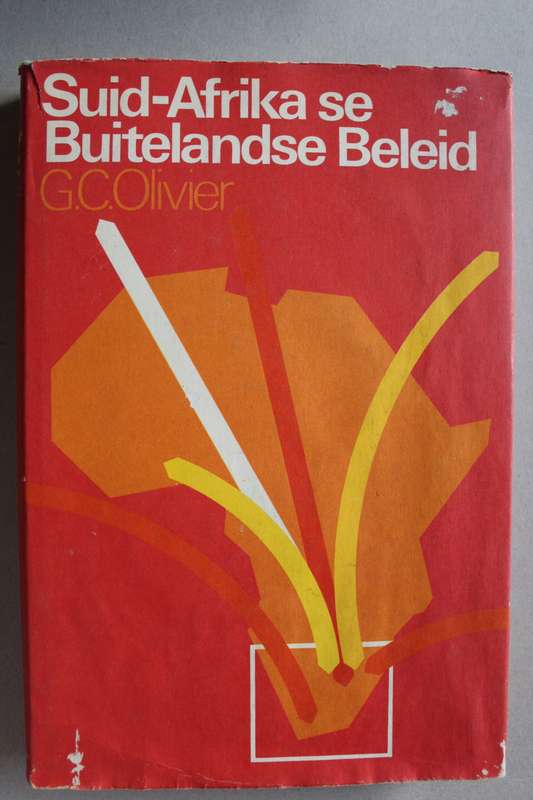 Suid-Afrika se
Buitelandse Beleid
G.C.Olivier